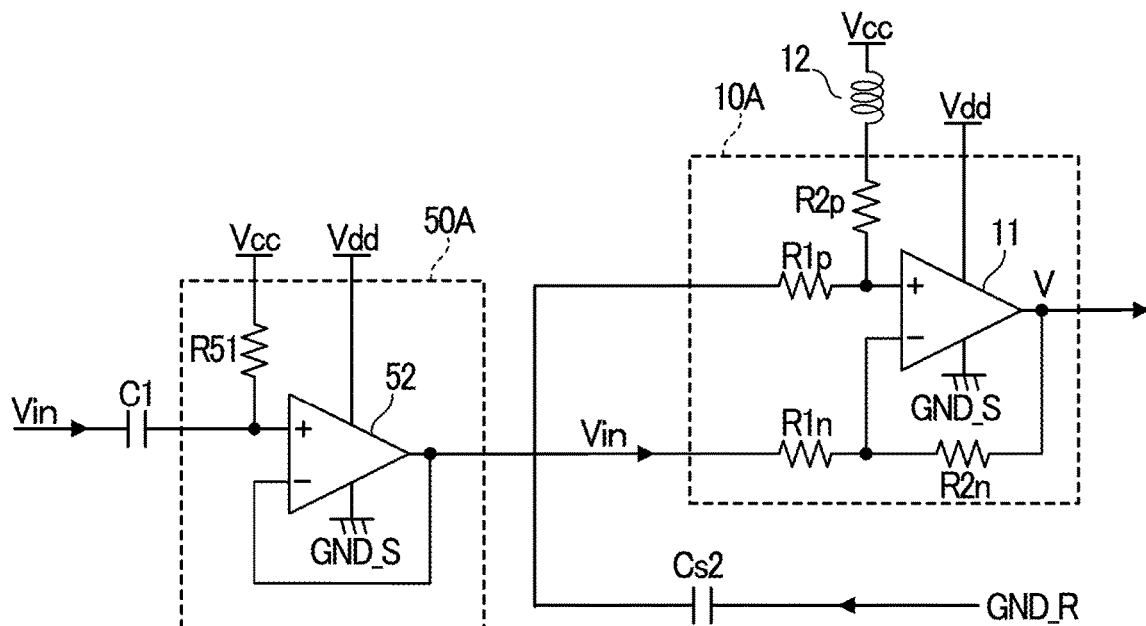 Vcc
12
10A
Vdd
R2p
50A
11
Vcc
Vdd
R1p
+
V
R51
−
C1
52
GND_S
Vin
+
Vin
R1n
−
R2n
GND_S
Cs2
GND_R